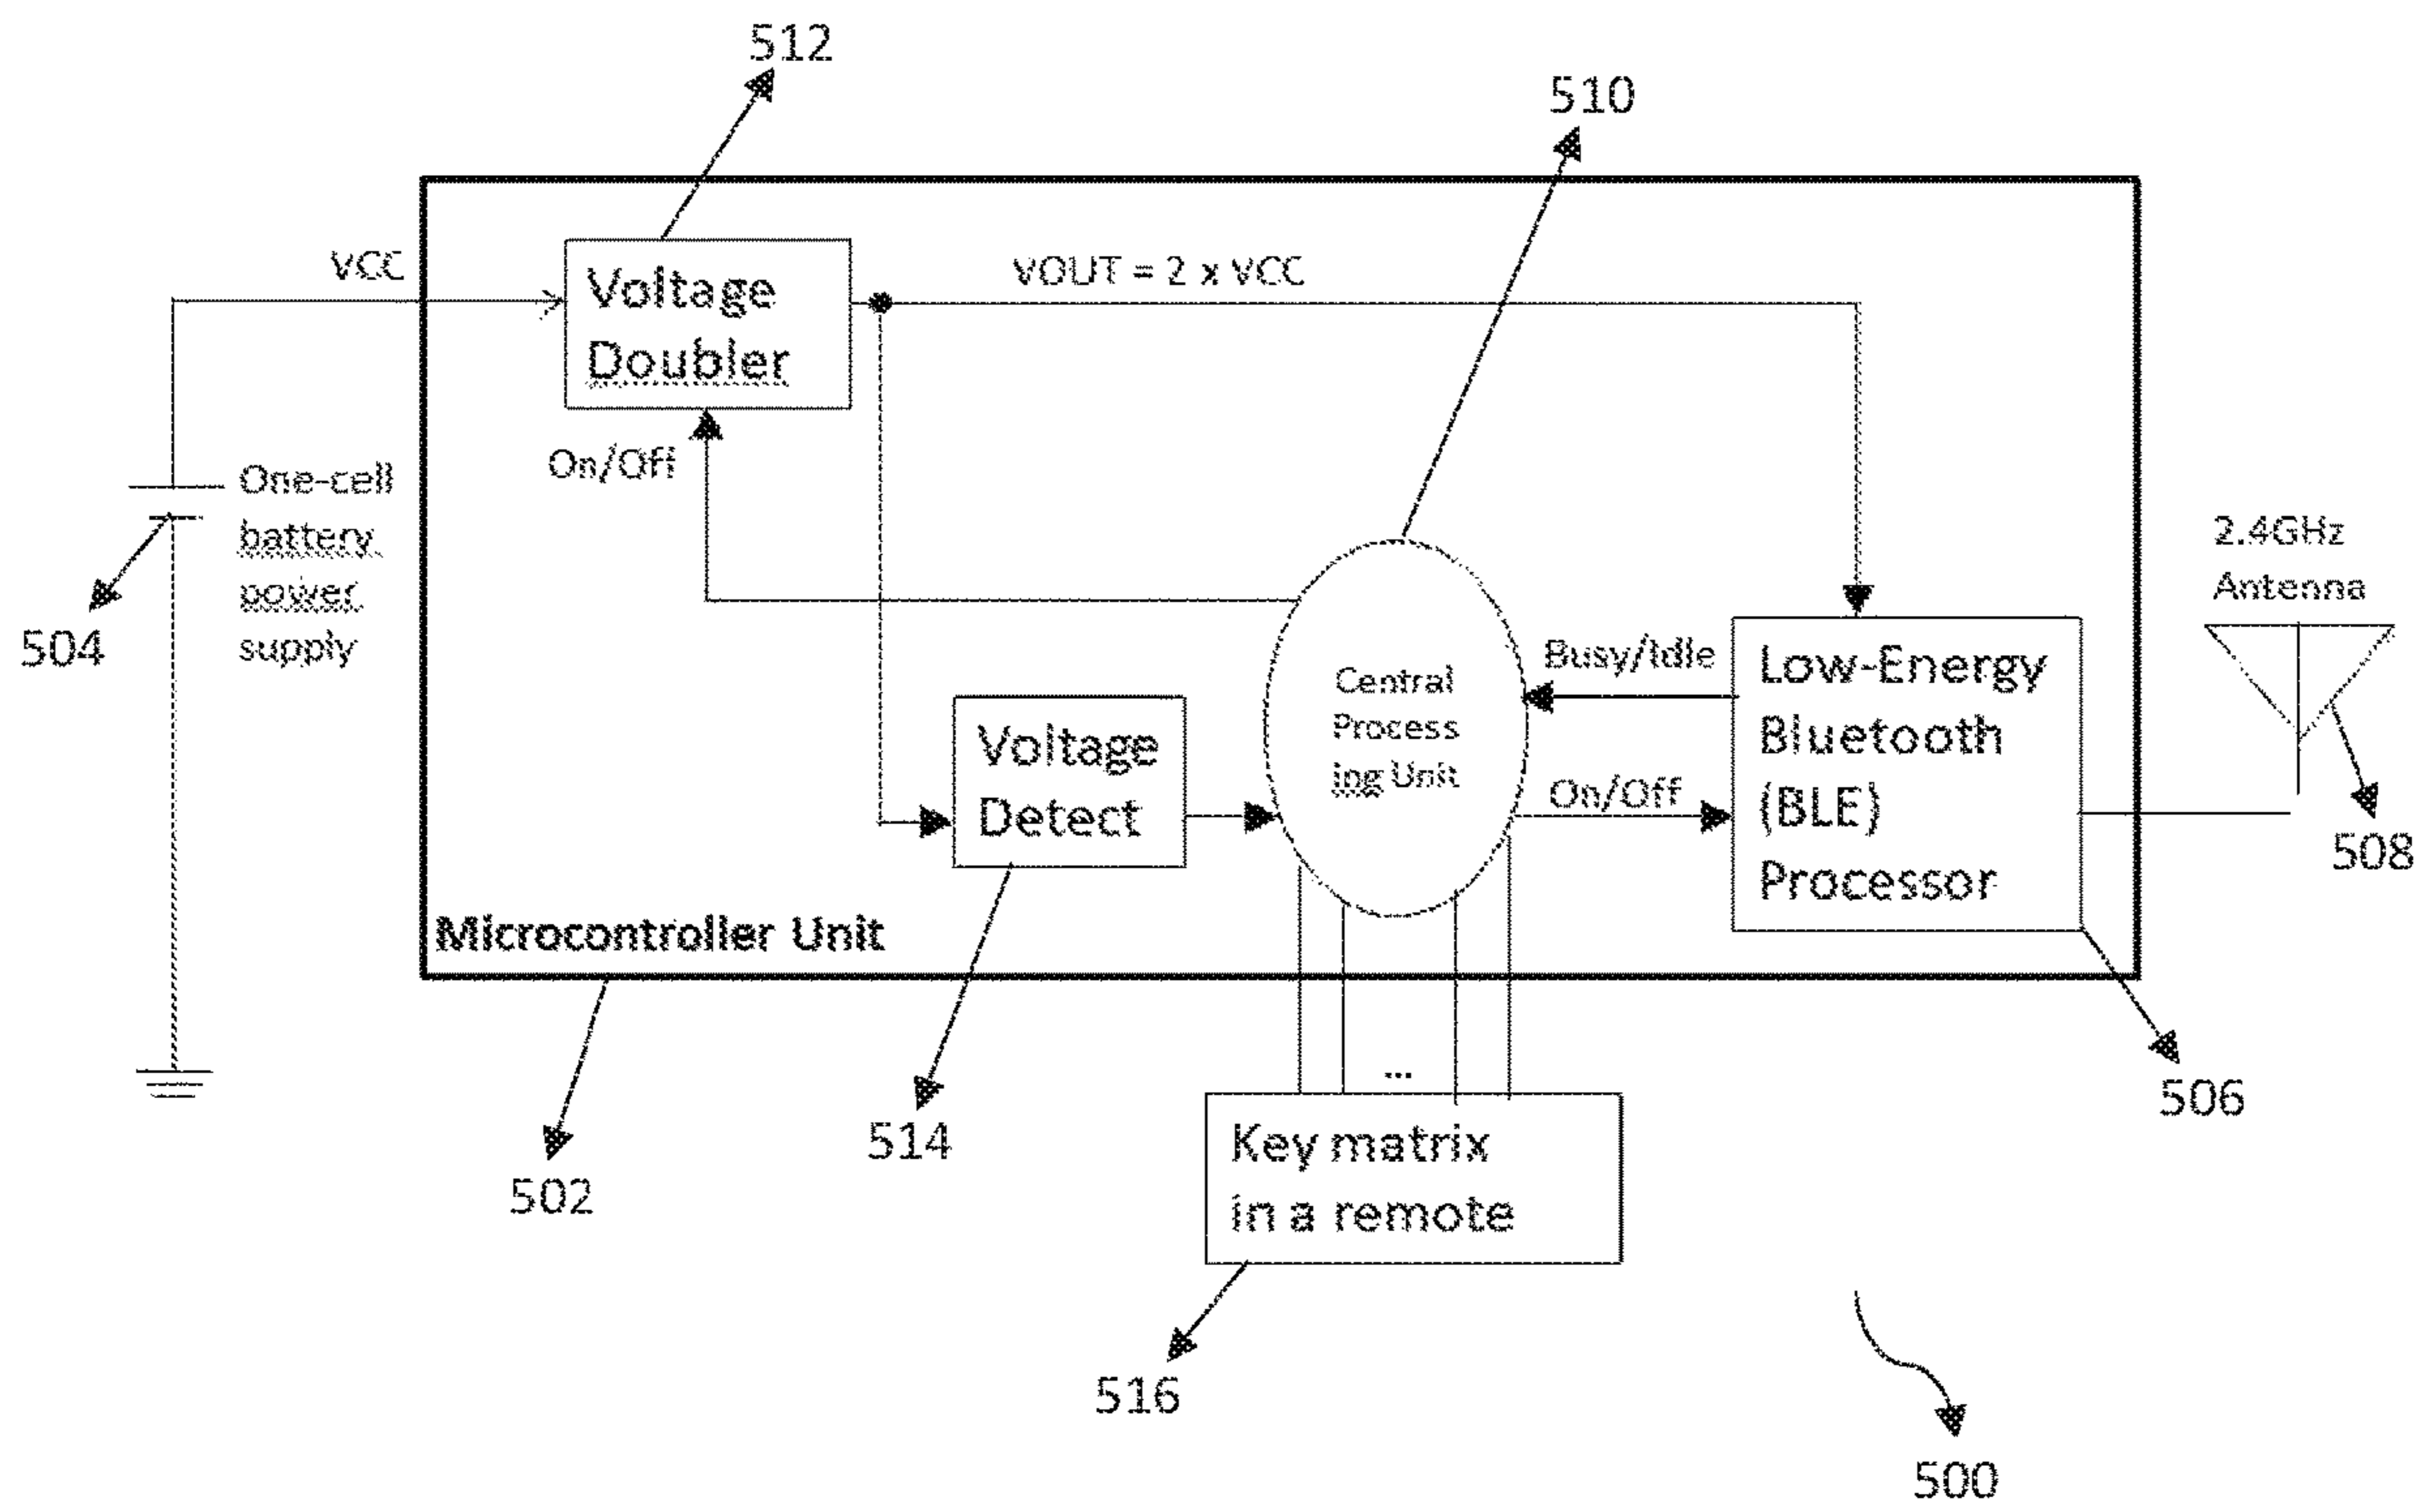 512
510
VCC
Voltage
Doubler
VOUT = 2 x VCC
On/Off
One-cell
battery
power
supply
504
2.4GHz
Antenna
Busy/Idle
Low-Energy
Bluetooth
(BLE)
Processor
Central
Process
ing Unit
Voltage
Detect
On/Off
508
Microcontroller Unit
...
506
514
Key matrix
in a remote
502
516
500